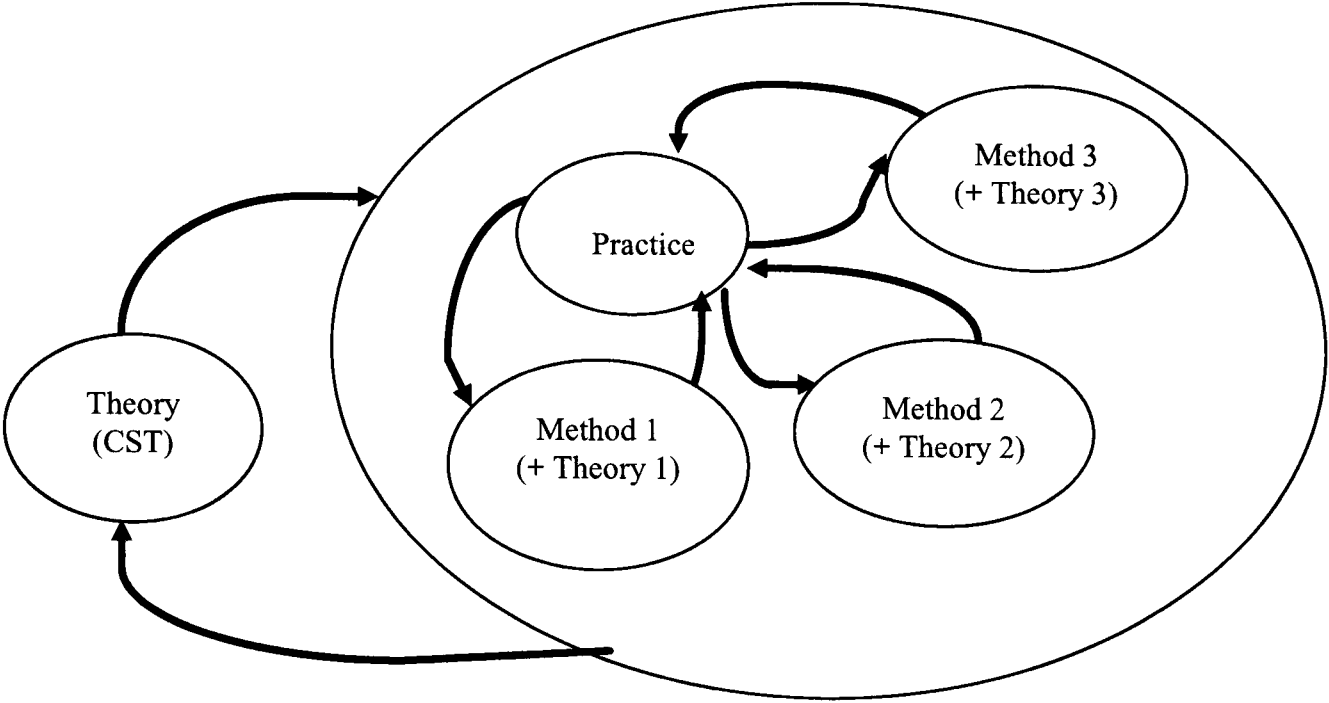 Method 3
(+ Theory 3)
Practice
Theory
(CST)
Method 1
(+ Theory 1)
Method 2
(+ Theory 2)